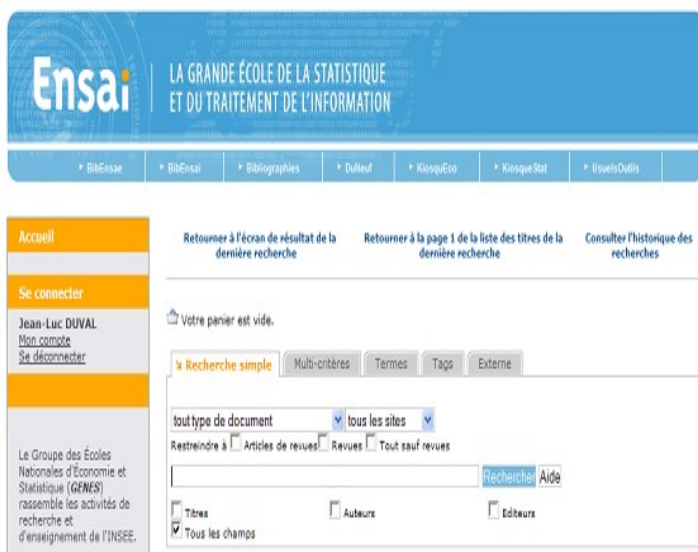 Ensai
LA GRANDE ÉCOLE DE LA STATISTIQUE
ET DU TRAITEMENT DE L'INFORMATION
BibEnsae
BibEnsai
Bibliographies
DuNeuf
KiosqueEco
KiosqueStat
UsuelsOutils
Accueil
Se connecter
Jean-Luc DUVAL
Mon compte
Se déconnecter
Le Groupe des Écoles
Nationales d'Économie et
Statistique (GENES)
rassemble les activités de
recherche et
d'enseignement de l'INSEE.
Retourner à l'écran de résultat de la
dernière recherche
Retourner à la page 1 de la liste des titres de la
dernière recherche
Consulter l'historique des
recherches
Votre panier est vide.
Recherche simple
Multi-critères
Termes
Tags
Externe
tout type de document
tous les sites
Restreindre à Articles de revues Revues Tout sauf revues
Rechercher Aide
Titres Auteurs Editeurs
Tous les champs